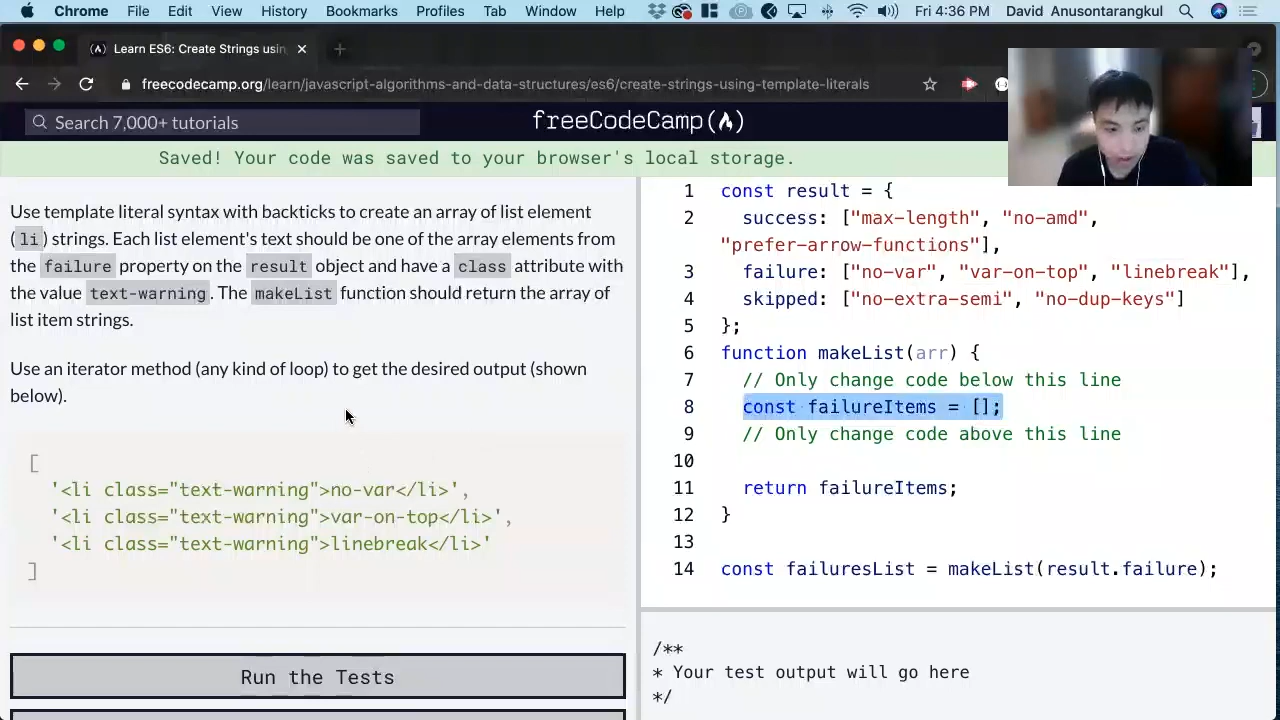 Chrome File Edit View History Bookmarks Profiles Tab Window Help Fri 4:36 PM David Anusontarangkul
Learn ES6: Create Strings usin
freecodecamp.org/learn/javascript-algorithms-and-data-structures/es6/create-strings-using-template-literals
Search 7,000+ tutorials
freeCodeCamp
Saved! Your code was saved to your browser's local storage.
Use template literal syntax with backticks to create an array of list element
(li) strings. Each list element's text should be one of the array elements from
the failure property on the result object and have a class attribute with
the value text-warning. The makeList function should return the array of
list item strings.
Use an iterator method (any kind of loop) to get the desired output (shown
below).
[
'<li class="text-warning">no-var</li>',
'<li class="text-warning">var-on-top</li>',
'<li class="text-warning">linebreak</li>'
]
Run the Tests
1 const result = {
2 success: ["max-length", "no-amd",
"prefer-arrow-functions"],
3 failure: ["no-var", "var-on-top", "linebreak"],
4 skipped: ["no-extra-semi", "no-dup-keys"]
5 };
6 function makeList(arr) {
7 // Only change code below this line
8 const failureItems = [];
9 // Only change code above this line
10
11 return failureItems;
12 }
13
14 const failuresList = makeList(result.failure);
/**
* Your test output will go here
*/